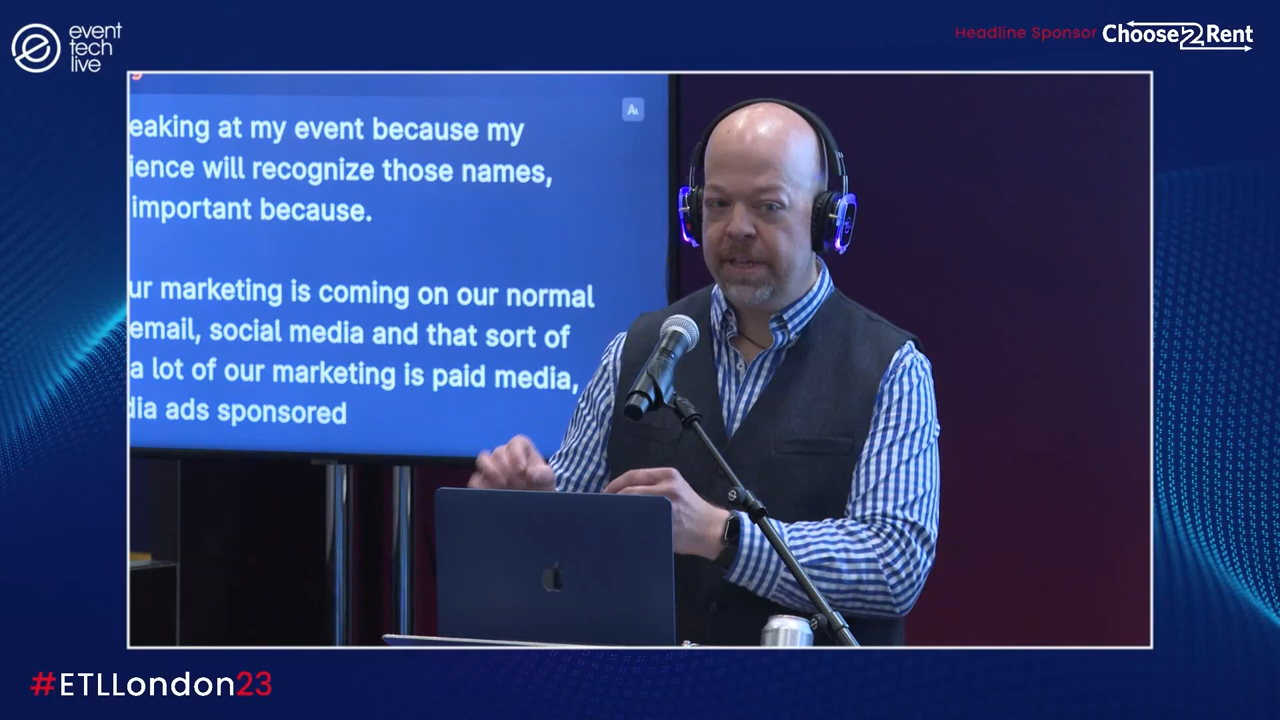 event
tech
live
Headline Sponsor Choose2Rent
eaking at my event because my
ience will recognize those names,
important because.
ur marketing is coming on our normal
email, social media and that sort of
a lot of our marketing is paid media,
dia ads sponsored
#ETLLondon23